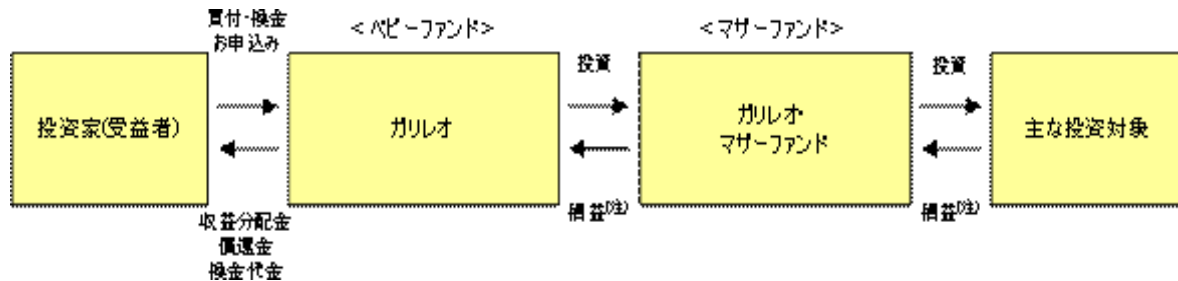 買付・換金
お申込み
<ベビーファンド>
<マザーファンド>
投資
投資
投資家(受益者)
ガリレオ
ガリレオ・
マザーファンド
主な投資対象
収益分配金
償還金
換金代金
損益(注)
損益(注)